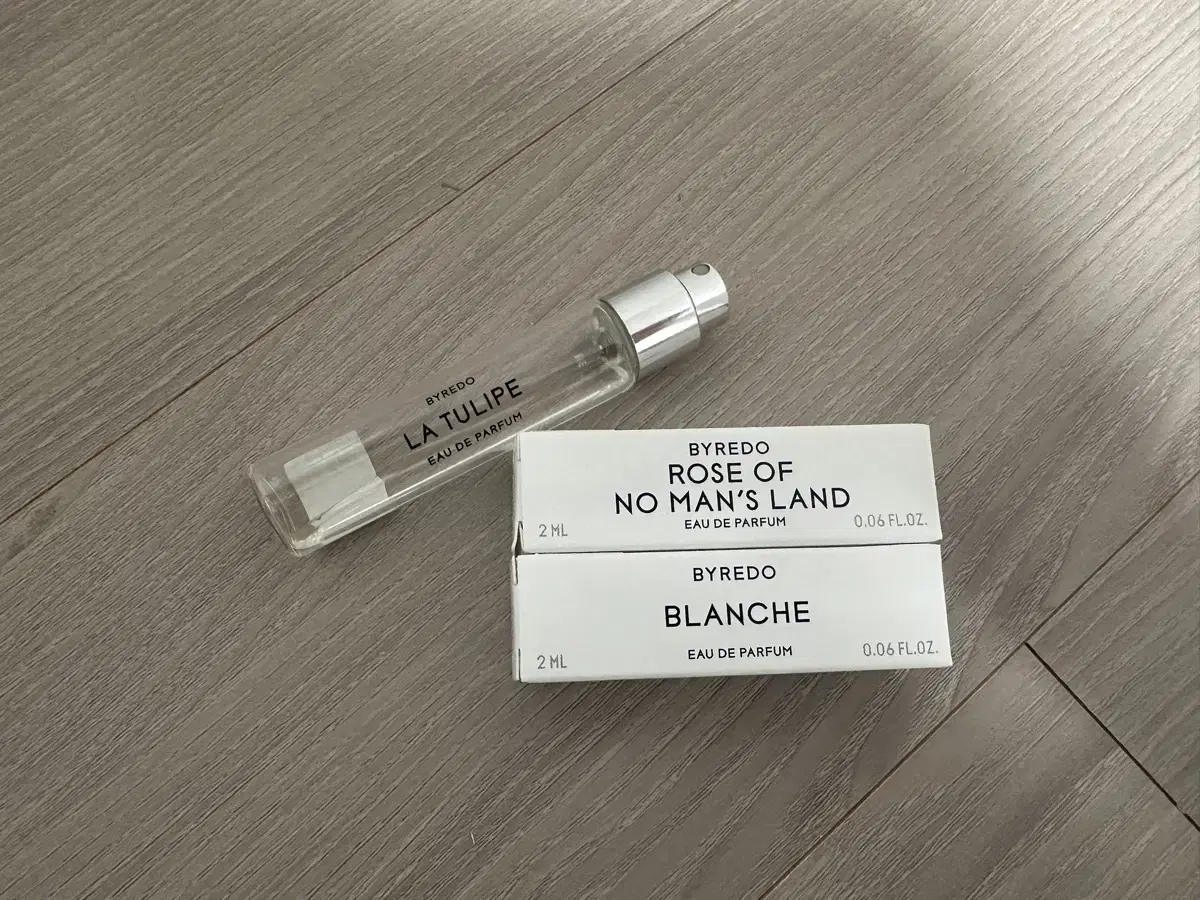 BYREDO
LA TULIPE
EAU DE PARFUM
BYREDO
ROSE OF
NO MAN'S LAND
EAU DE PARFUM
2 ML
0.06 FL.OZ.
BYREDO
BLANCHE
EAU DE PARFUM
2 ML
0.06 FL.OZ.